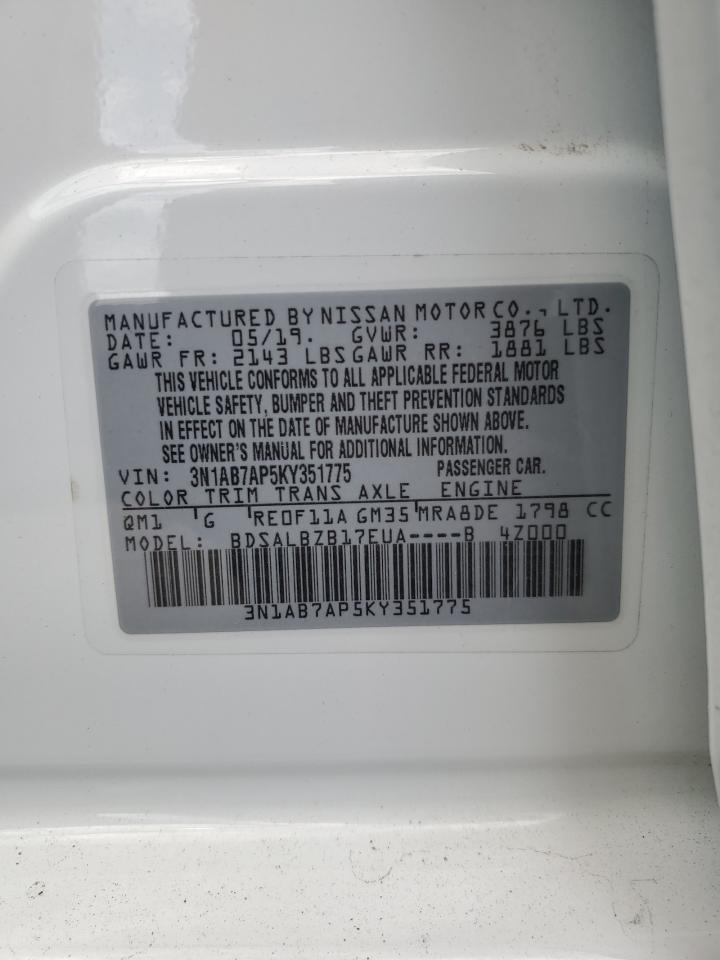 MANUFACTURED BY NISSAN MOTOR CO., LTD.
DATE: 05/19. GVWR: 3876 LBS
GAWR FR: 2143 LBS GAWR RR: 1881 LBS
THIS VEHICLE CONFORMS TO ALL APPLICABLE FEDERAL MOTOR
VEHICLE SAFETY, BUMPER AND THEFT PREVENTION STANDARDS
IN EFFECT ON THE DATE OF MANUFACTURE SHOWN ABOVE.
SEE OWNER'S MANUAL FOR ADDITIONAL INFORMATION.
VIN: 3N1AB7AP5KY351775 PASSENGER CAR.
COLOR TRIM TRANS AXLE ENGINE
QM1 G RE0F11A GM35 MRA8DE 1798 CC
MODEL: BDSALBZB17EUA----B 4Z000
3N1AB7AP5KY351775